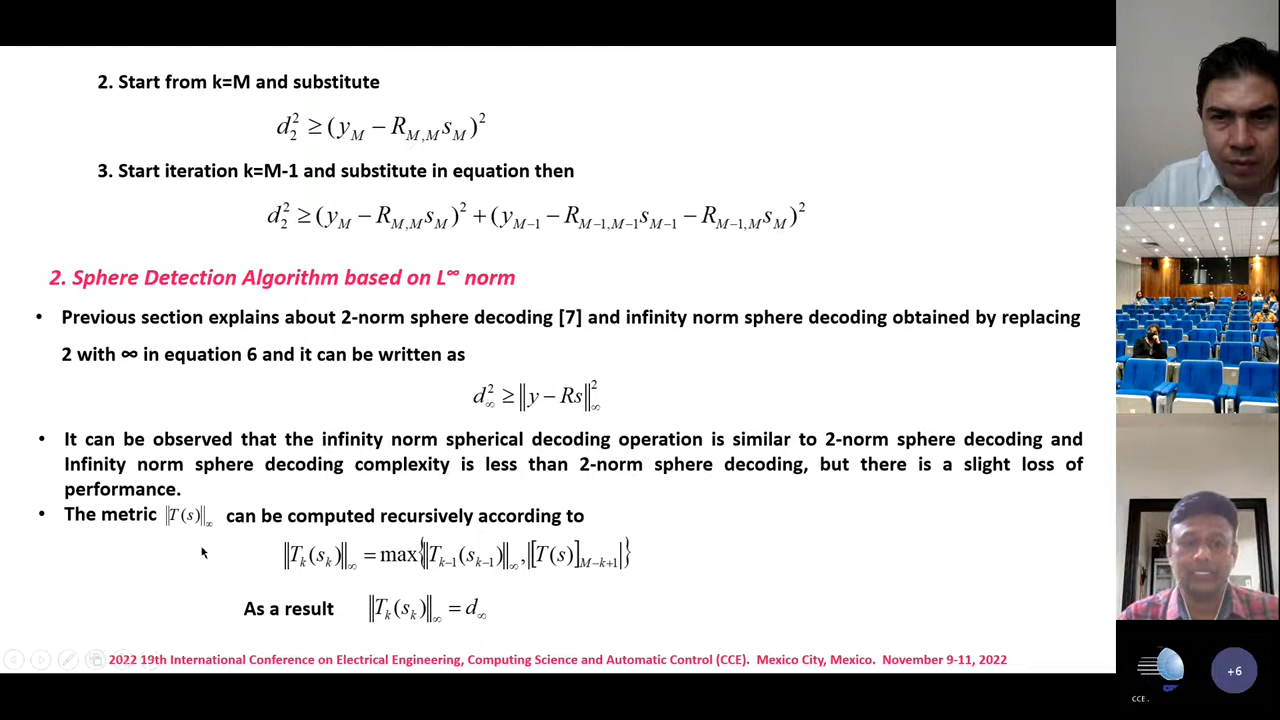 2. Start from k=M and substitute
d₂² ≥ (y_M − R_{M,M} s_M)²
3. Start iteration k=M-1 and substitute in equation then
d₂² ≥ (y_M − R_{M,M} s_M)² + (y_{M−1} − R_{M−1,M−1} s_{M−1} − R_{M−1,M} s_M)²
2. Sphere Detection Algorithm based on L^∞ norm
• Previous section explains about 2-norm sphere decoding [7] and infinity norm sphere decoding obtained by replacing
2 with ∞ in equation 6 and it can be written as
d_∞² ≥ ‖y − Rs‖_∞²
• It can be observed that the infinity norm spherical decoding operation is similar to 2-norm sphere decoding and
Infinity norm sphere decoding complexity is less than 2-norm sphere decoding, but there is a slight loss of
performance.
• The metric ‖T(s)‖_∞ can be computed recursively according to
‖T_k(s_k)‖_∞ = max{‖T_{k−1}(s_{k−1})‖_∞, |[T(s)]_{M−k+1}|}
As a result ‖T_k(s_k)‖_∞ = d_∞
2022 19th International Conference on Electrical Engineering, Computing Science and Automatic Control (CCE). Mexico City, Mexico. November 9-11, 2022
+6
CCE.